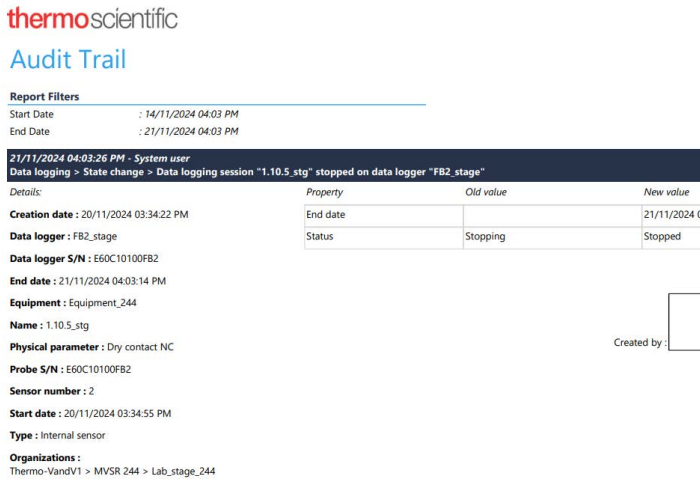 thermoscientific
Audit Trail
Report Filters
Start Date : 14/11/2024 04:03 PM
End Date : 21/11/2024 04:03 PM
21/11/2024 04:03:26 PM - System user
Data logging > State change > Data logging session "1.10.5_stg" stopped on data logger "FB2_stage"
Details: Property Old value New value
Creation date : 20/11/2024 03:34:22 PM End date 21/11/2024
Data logger : FB2_stage Status Stopping Stopped
Data logger S/N : E60C10100FB2
End date : 21/11/2024 04:03:14 PM
Equipment : Equipment_244
Name : 1.10.5_stg
Created by :
Physical parameter : Dry contact NC
Probe S/N : E60C10100FB2
Sensor number : 2
Start date : 20/11/2024 03:34:55 PM
Type : Internal sensor
Organizations :
Thermo-VandV1 > MVSR 244 > Lab_stage_244